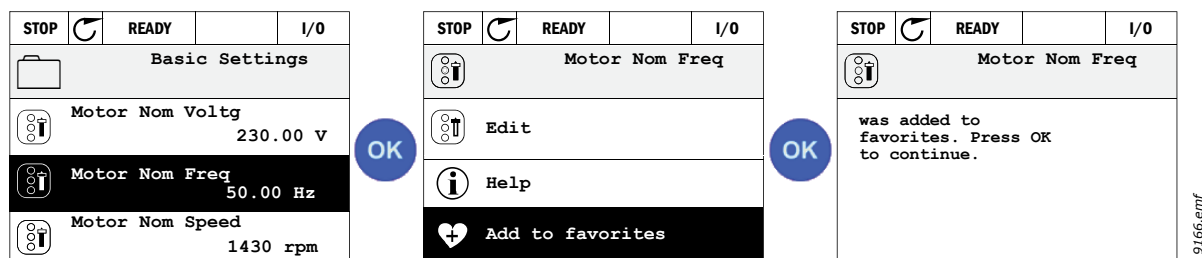 STOP READY I/O
Basic Settings
Motor Nom Voltg
230.00 V
Motor Nom Freq
50.00 Hz
Motor Nom Speed
1430 rpm
OK
STOP READY I/O
Motor Nom Freq
Edit
Help
Add to favorites
OK
STOP READY I/O
Motor Nom Freq
was added to
favorites. Press OK
to continue.
9166.emf